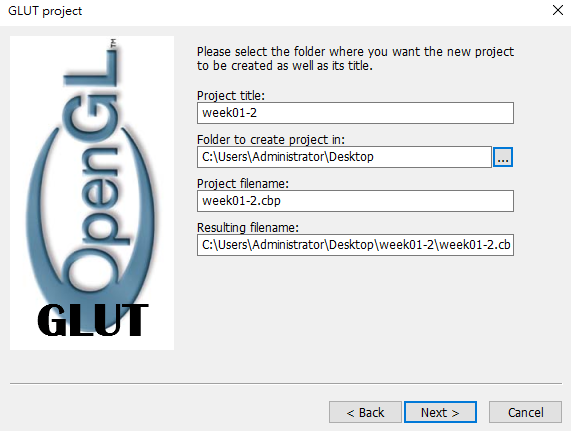 GLUT project
OpenGL™
GLUT
Please select the folder where you want the new project
to be created as well as its title.
Project title:
week01-2
Folder to create project in:
C:\Users\Administrator\Desktop
...
Project filename:
week01-2.cbp
Resulting filename:
C:\Users\Administrator\Desktop\week01-2\week01-2.cb
< Back
Next >
Cancel